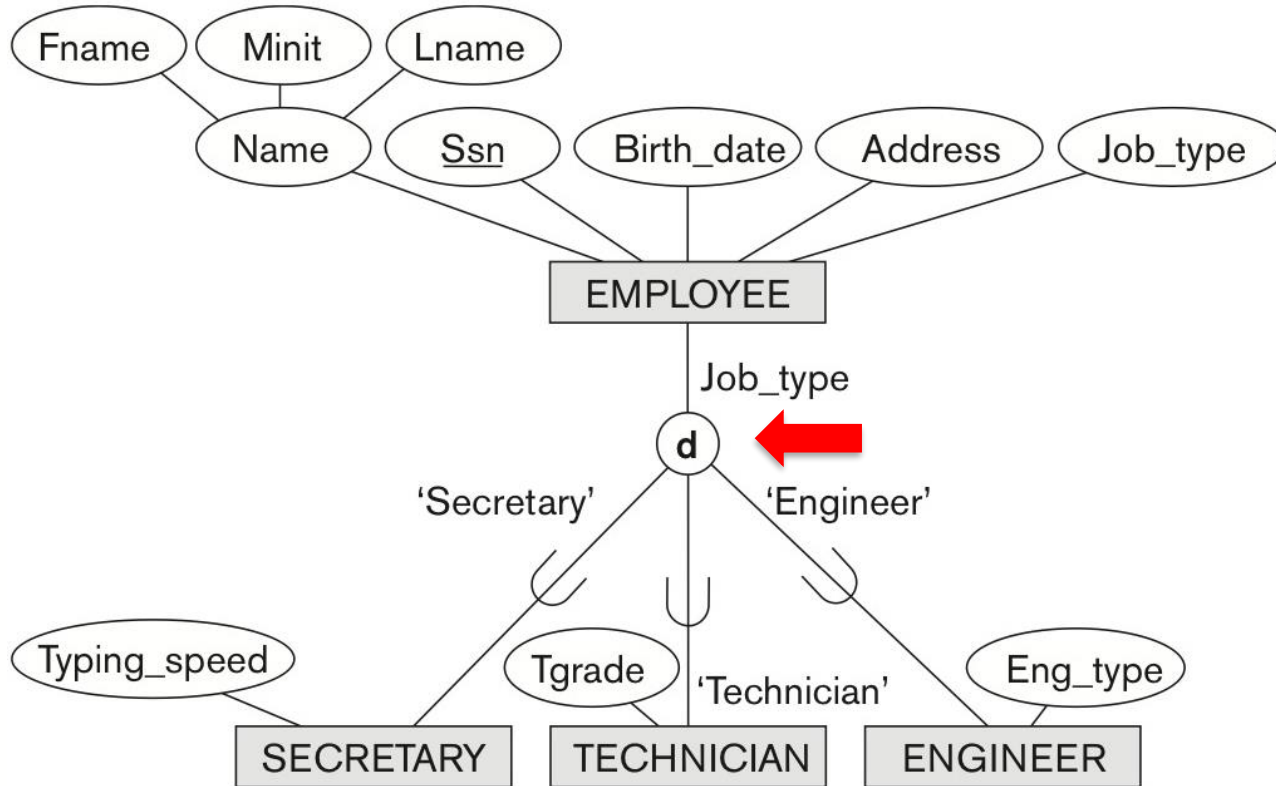 Fname Minit Lname
Name Ssn Birth_date Address Job_type
EMPLOYEE
Job_type
d
‘Secretary’ ‘Engineer’
Typing_speed Tgrade ‘Technician’ Eng_type
SECRETARY TECHNICIAN ENGINEER